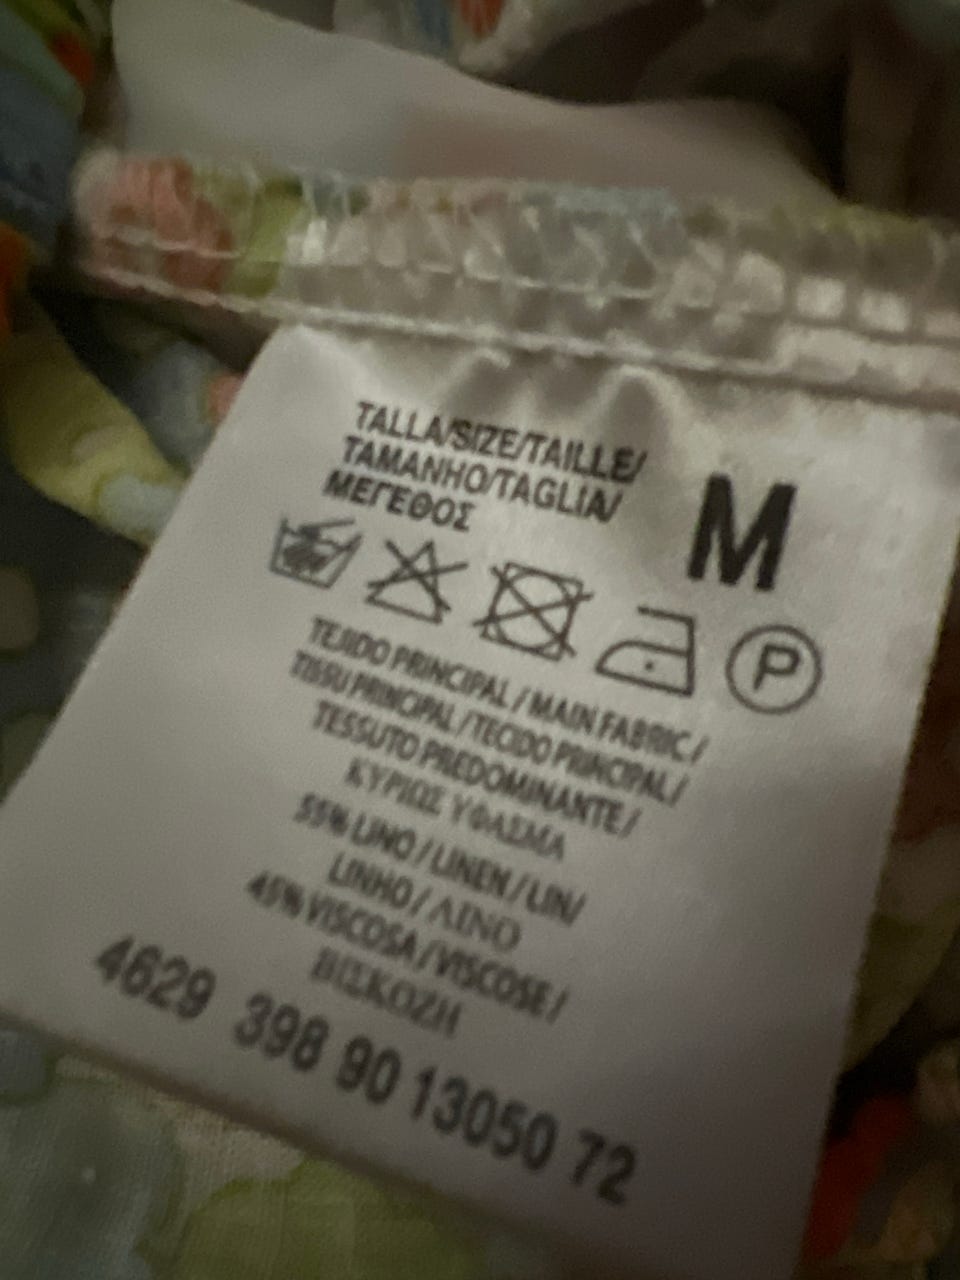 TALLA/SIZE/TAILLE/
TAMANHO/TAGLIA/
ΜΕΓΕΘΟΣ
M
P
TEJIDO PRINCIPAL / MAIN FABRIC /
TISSU PRINCIPAL / TECIDO PRINCIPAL /
TESSUTO PREDOMINANTE /
ΚΥΡΙΩΣ ΥΦΑΣΜΑ
55% LINO / LINEN / LIN/
LINHO / ΛΙΝΟ
45% VISCOSA / VISCOSE /
ΒΙΣΚΟΖΗ
4629 398 90 13050 72